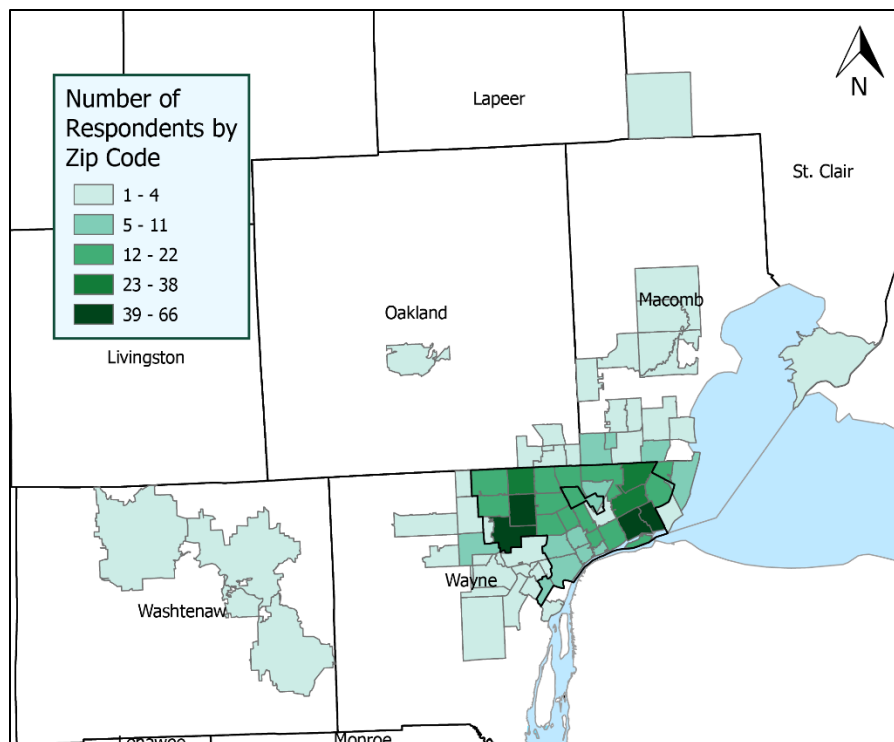 Number of
Respondents by
Zip Code
1 - 4
5 - 11
12 - 22
23 - 38
39 - 66
N
Lapeer
St. Clair
Macomb
Oakland
Livingston
Wayne
Washtenaw
Lenawee
Monroe